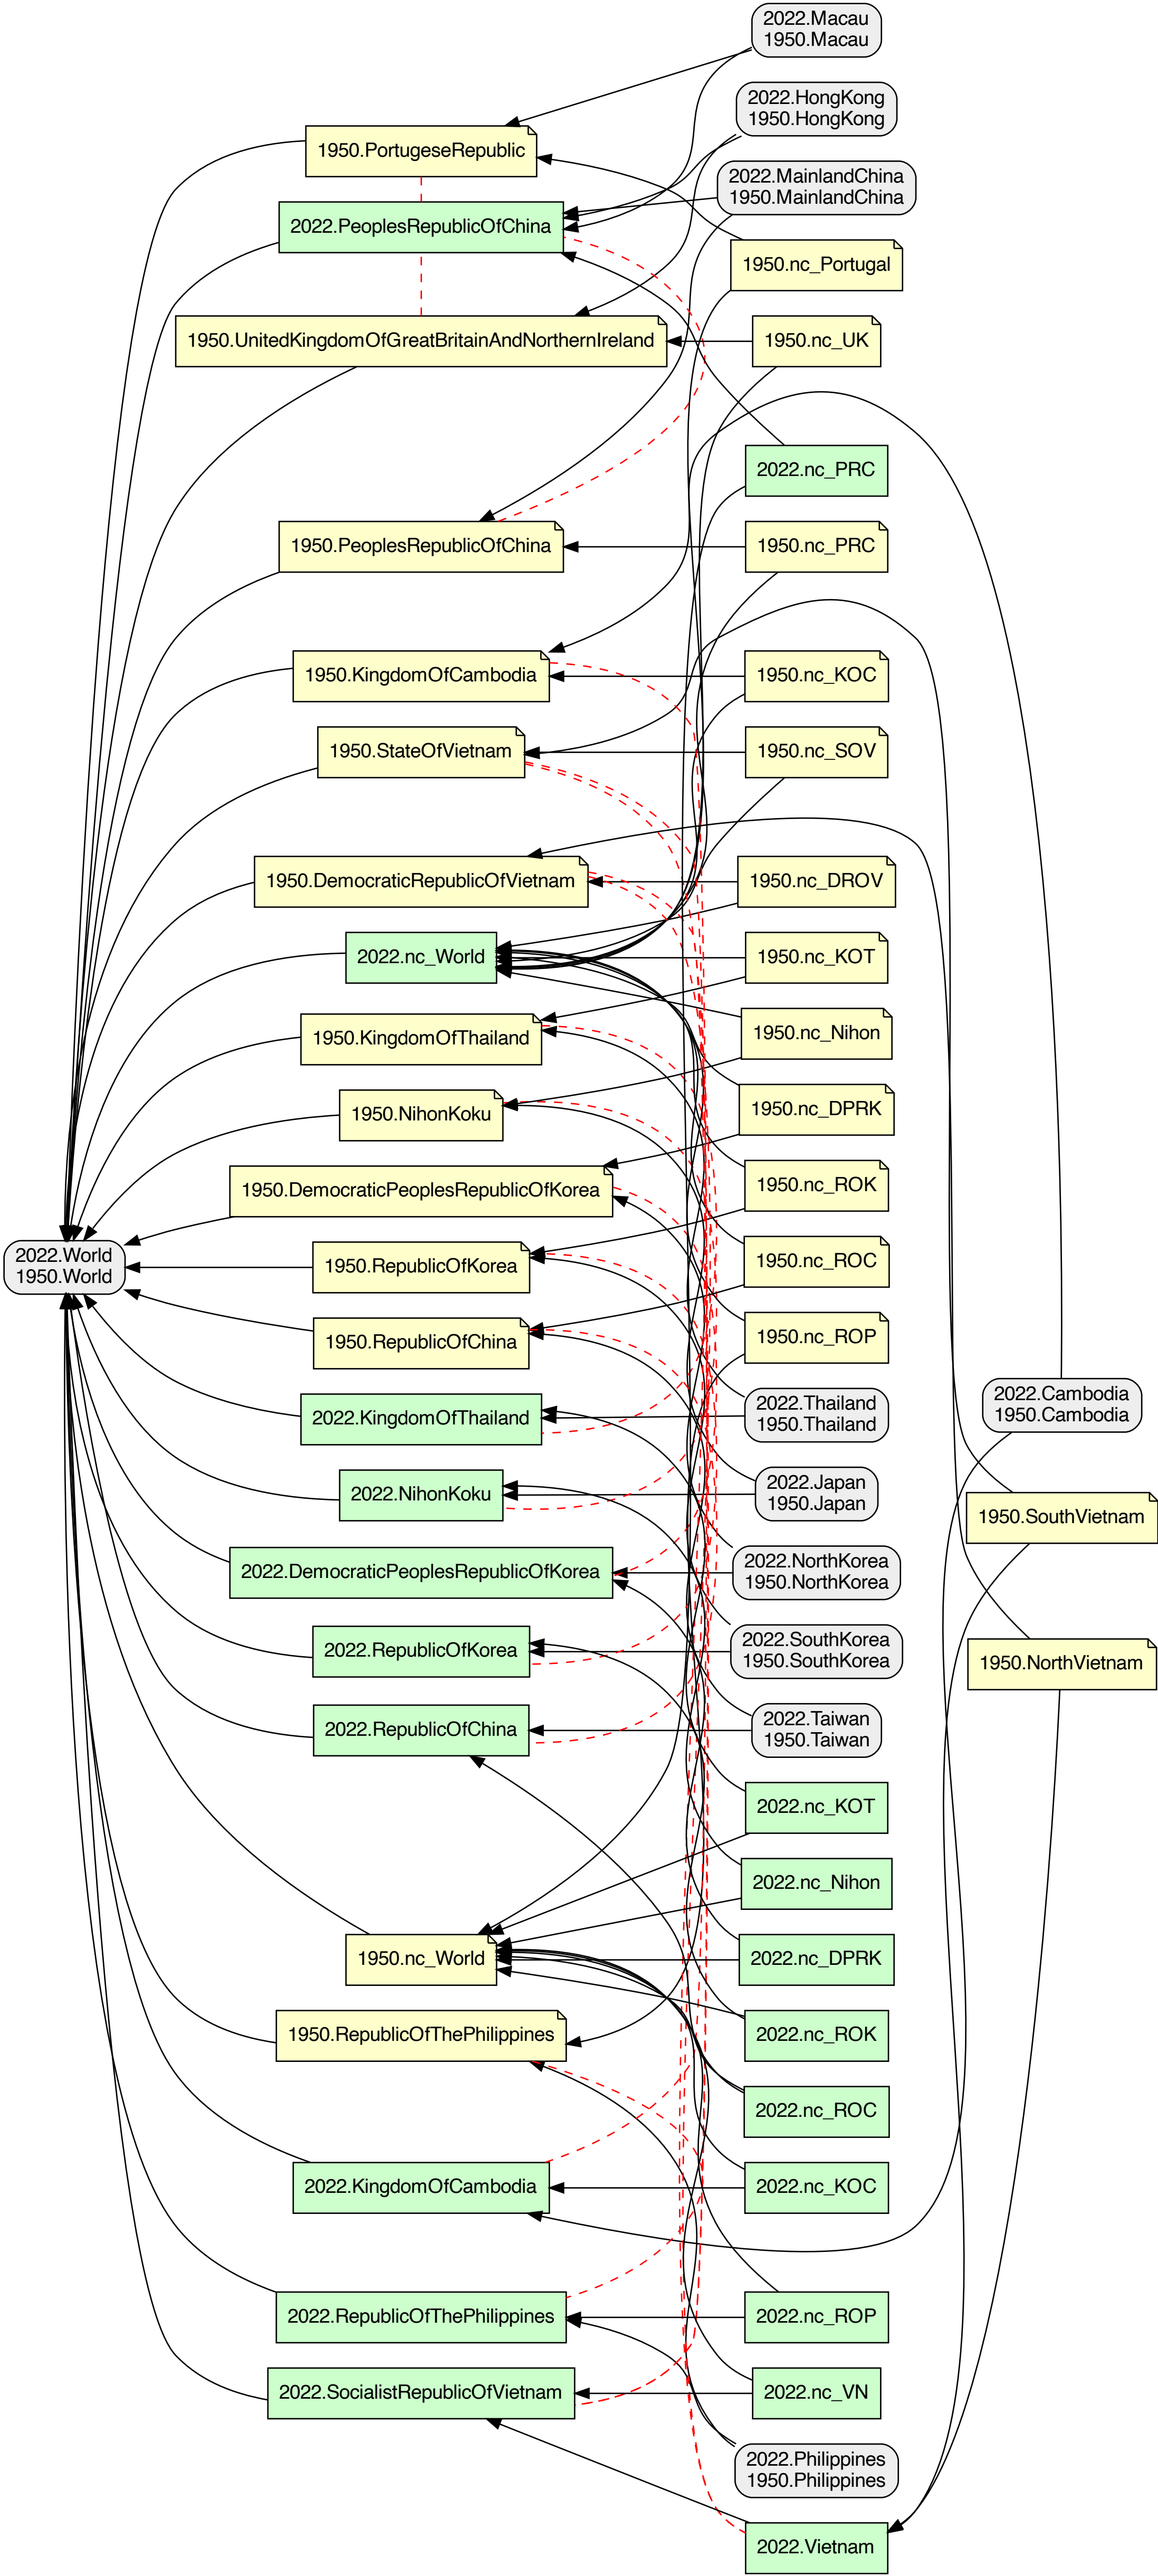 2022.Macau
1950.Macau
2022.HongKong
1950.HongKong
1950.PortugeseRepublic
2022.MainlandChina
1950.MainlandChina
2022.PeoplesRepublicOfChina
1950.nc_Portugal
1950.UnitedKingdomOfGreatBritainAndNorthernIreland
1950.nc_UK
2022.nc_PRC
1950.PeoplesRepublicOfChina
1950.nc_PRC
1950.KingdomOfCambodia
1950.nc_KOC
1950.StateOfVietnam
1950.nc_SOV
1950.DemocraticRepublicOfVietnam
1950.nc_DROV
2022.nc_World
1950.nc_KOT
1950.KingdomOfThailand
1950.nc_Nihon
1950.NihonKoku
1950.nc_DPRK
1950.DemocraticPeoplesRepublicOfKorea
1950.nc_ROK
2022.World
1950.World
1950.RepublicOfKorea
1950.nc_ROC
1950.RepublicOfChina
1950.nc_ROP
2022.KingdomOfThailand
2022.Thailand
1950.Thailand
2022.Cambodia
1950.Cambodia
2022.NihonKoku
2022.Japan
1950.Japan
1950.SouthVietnam
2022.DemocraticPeoplesRepublicOfKorea
2022.NorthKorea
1950.NorthKorea
2022.RepublicOfKorea
2022.SouthKorea
1950.SouthKorea
1950.NorthVietnam
2022.RepublicOfChina
2022.Taiwan
1950.Taiwan
2022.nc_KOT
2022.nc_Nihon
1950.nc_World
2022.nc_DPRK
1950.RepublicOfThePhilippines
2022.nc_ROK
2022.nc_ROC
2022.KingdomOfCambodia
2022.nc_KOC
2022.RepublicOfThePhilippines
2022.nc_ROP
2022.SocialistRepublicOfVietnam
2022.nc_VN
2022.Philippines
1950.Philippines
2022.Vietnam